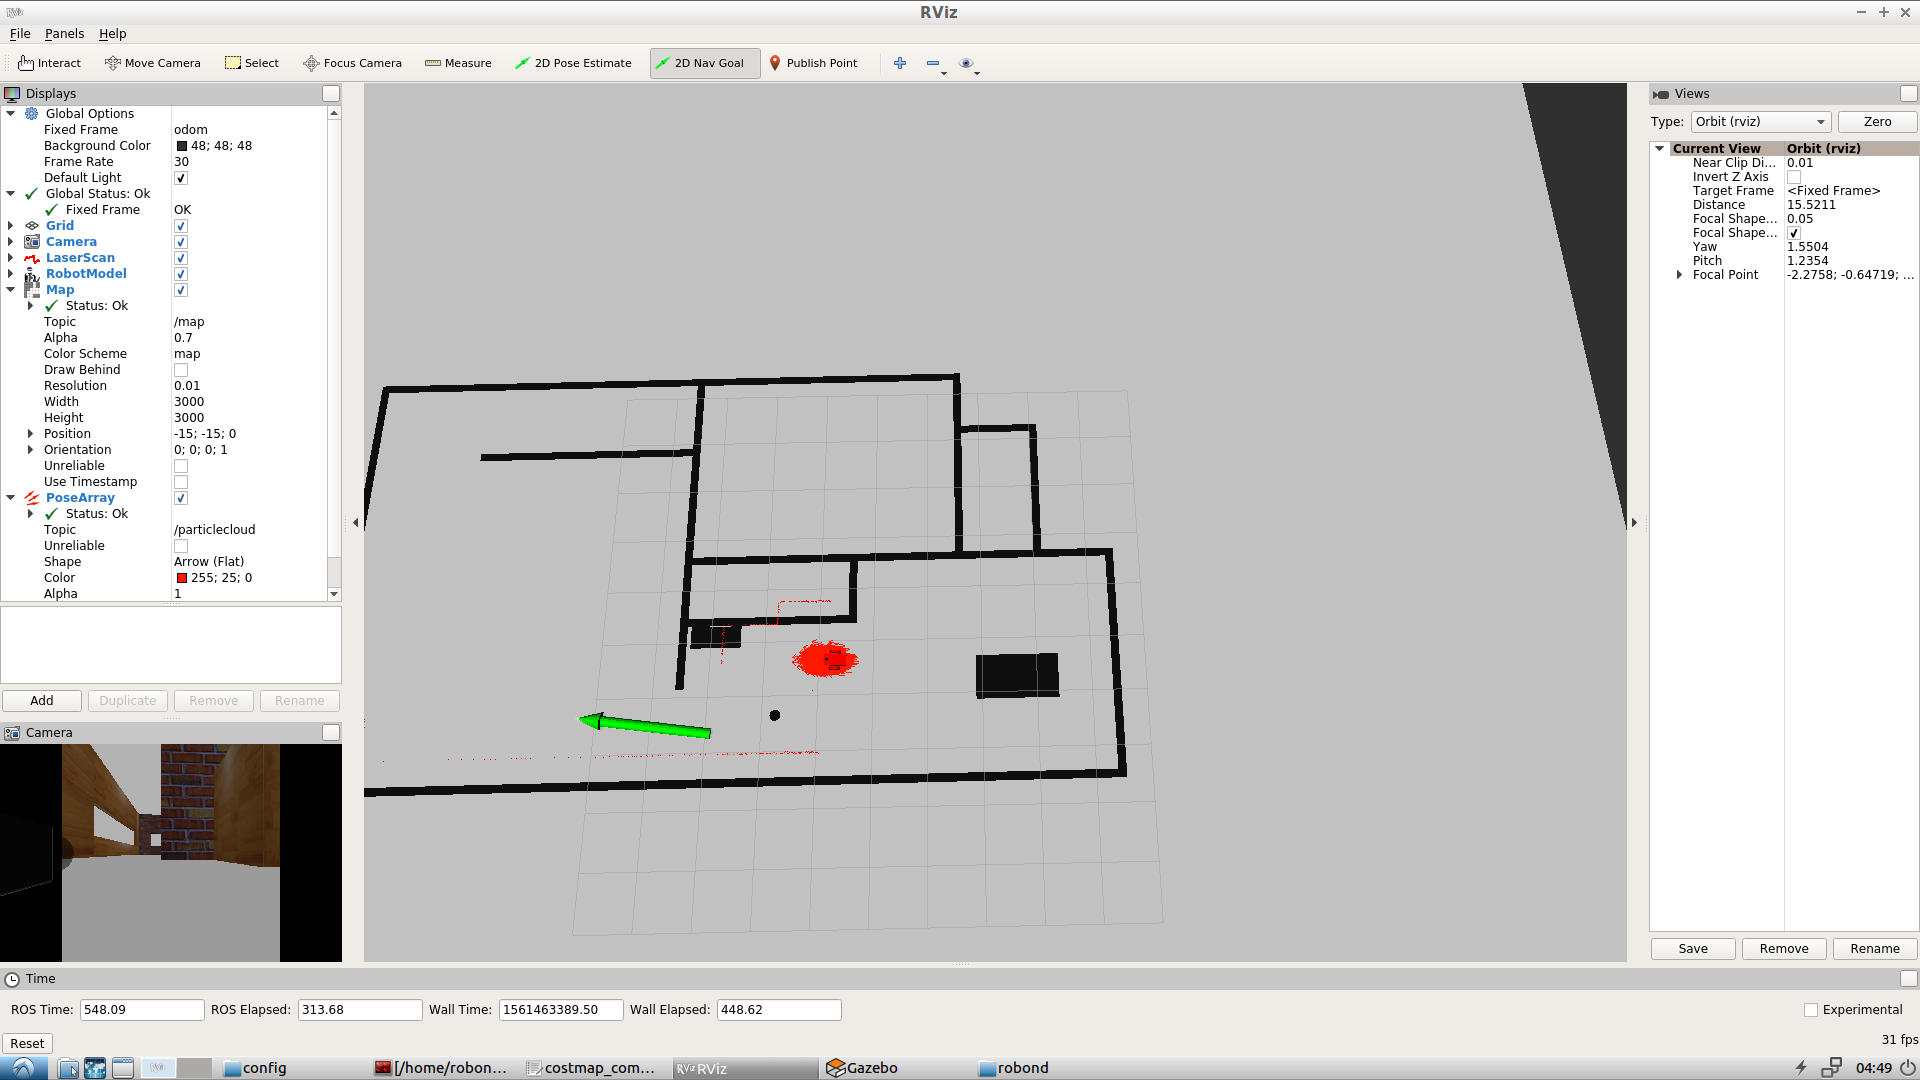 RViz
File Panels Help
Interact Move Camera Select Focus Camera Measure 2D Pose Estimate 2D Nav Goal Publish Point
Displays
Global Options
Fixed Frame odom
Background Color 48; 48; 48
Frame Rate 30
Default Light
Global Status: Ok
Fixed Frame OK
Grid
Camera
LaserScan
RobotModel
Map
Status: Ok
Topic /map
Alpha 0.7
Color Scheme map
Draw Behind
Resolution 0.01
Width 3000
Height 3000
Position -15; -15; 0
Orientation 0; 0; 0; 1
Unreliable
Use Timestamp
PoseArray
Status: Ok
Topic /particlecloud
Unreliable
Shape Arrow (Flat)
Color 255; 25; 0
Alpha 1
Add Duplicate Remove Rename
Camera
Views
Type: Orbit (rviz) Zero
Current View Orbit (rviz)
Near Clip Di... 0.01
Invert Z Axis
Target Frame <Fixed Frame>
Distance 15.5211
Focal Shape... 0.05
Focal Shape...
Yaw 1.5504
Pitch 1.2354
Focal Point -2.2758; -0.64719; ...
Save Remove Rename
Time
ROS Time: 548.09 ROS Elapsed: 313.68 Wall Time: 1561463389.50 Wall Elapsed: 448.62 Experimental
Reset 31 fps
config [/home/robon... costmap_com... RViz Gazebo robond 04:49